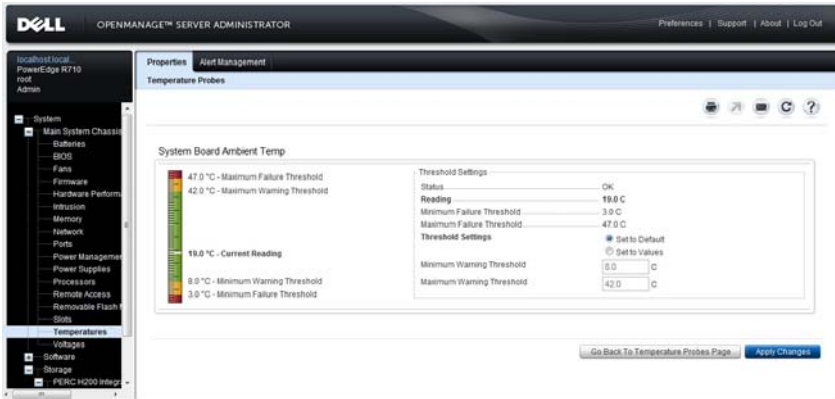 DELL
OPENMANAGE™ SERVER ADMINISTRATOR
Preferences | Support | About | Log Out
localhost.local...
PowerEdge R710
root
Admin
Properties
Alert Management
Temperature Probes
System
Main System Chassis
Batteries
BIOS
Fans
Firmware
Hardware Performa
Intrusion
Memory
Network
Ports
Power Managemen
Power Supplies
Processors
Remote Access
Removable Flash
Slots
Temperatures
Voltages
Software
Storage
PERC H200 Integr
System Board Ambient Temp
47.0 °C - Maximum Failure Threshold
42.0 °C - Maximum Warning Threshold
19.0 °C - Current Reading
8.0 °C - Minimum Warning Threshold
3.0 °C - Minimum Failure Threshold
Threshold Settings
Status OK
Reading 19.0 C
Minimum Failure Threshold 3.0 C
Maximum Failure Threshold 47.0 C
Threshold Settings Set to Default
Set to Values
Minimum Warning Threshold 8.0 C
Maximum Warning Threshold 42.0 C
Go Back To Temperature Probes Page
Apply Changes